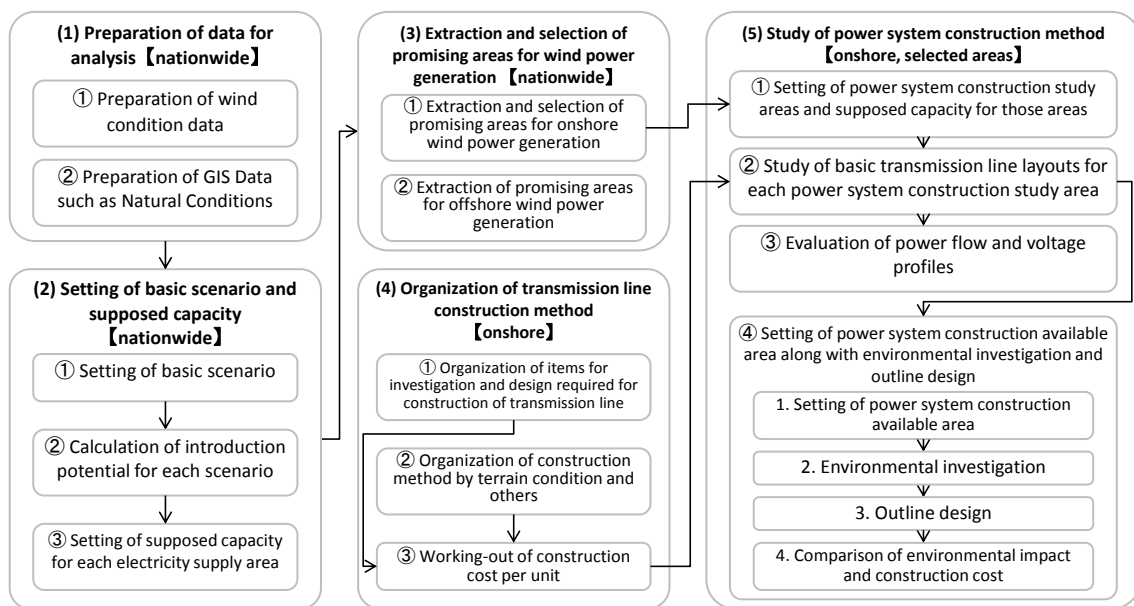 (1) Preparation of data for
analysis【nationwide】
① Preparation of wind
condition data
② Preparation of GIS Data
such as Natural Conditions
(2) Setting of basic scenario and
supposed capacity
【nationwide】
① Setting of basic scenario
② Calculation of introduction
potential for each scenario
③ Setting of supposed capacity
for each electricity supply area
(3) Extraction and selection of
promising areas for wind power
generation【nationwide】
① Extraction and selection of
promising areas for onshore
wind power generation
② Extraction of promising areas
for offshore wind power
generation
(4) Organization of transmission line
construction method
【onshore】
① Organization of items for
investigation and design required for
construction of transmission line
② Organization of construction
method by terrain condition and
others
③ Working-out of construction
cost per unit
(5) Study of power system construction method
【onshore, selected areas】
① Setting of power system construction study
areas and supposed capacity for those areas
② Study of basic transmission line layouts for
each power system construction study area
③ Evaluation of power flow and voltage
profiles
④ Setting of power system construction available
area along with environmental investigation and
outline design
1. Setting of power system construction
available area
2. Environmental investigation
3. Outline design
4. Comparison of environmental impact
and construction cost